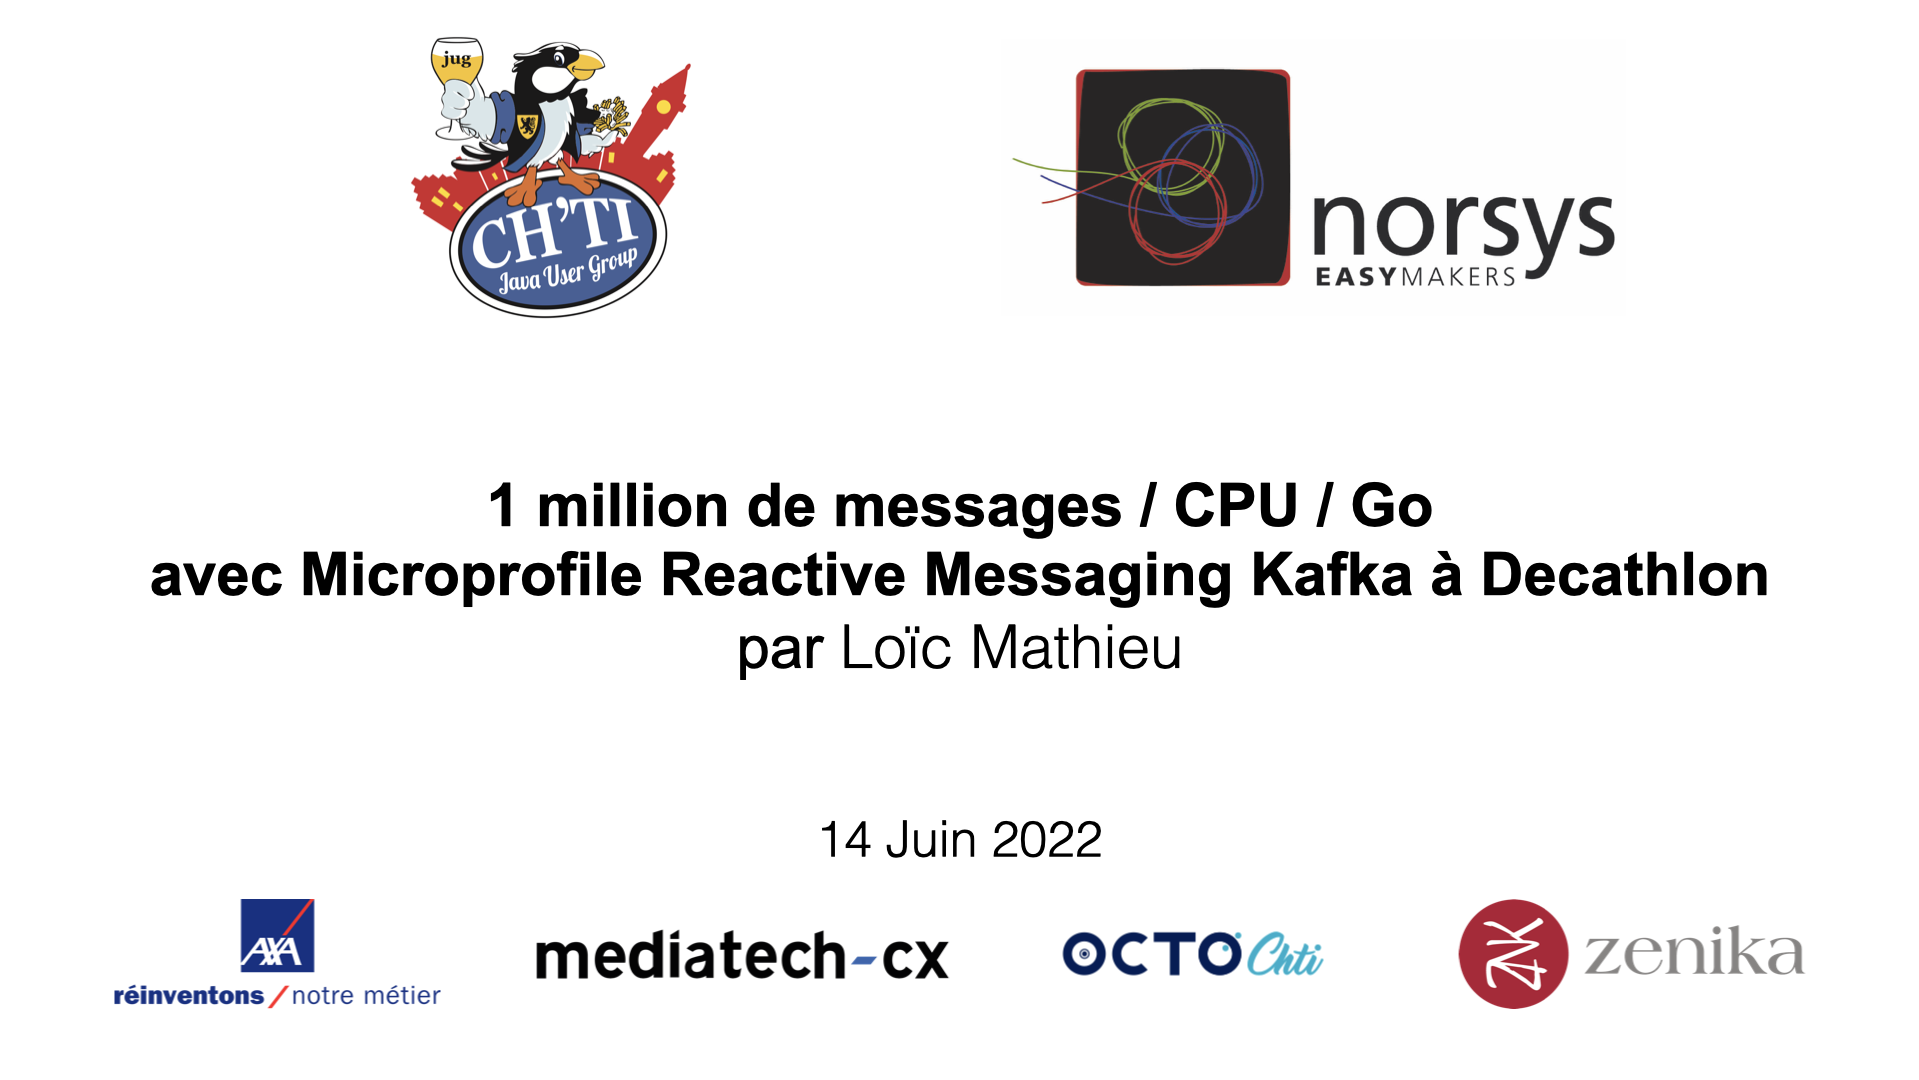 jug
CH'TI
Java User Group
norsys
EASYMAKERS
1 million de messages / CPU / Go
avec Microprofile Reactive Messaging Kafka à Decathlon
par Loïc Mathieu
14 Juin 2022
AXA
réinventons / notre métier
mediatech-cx
OCTO Chti
zenika